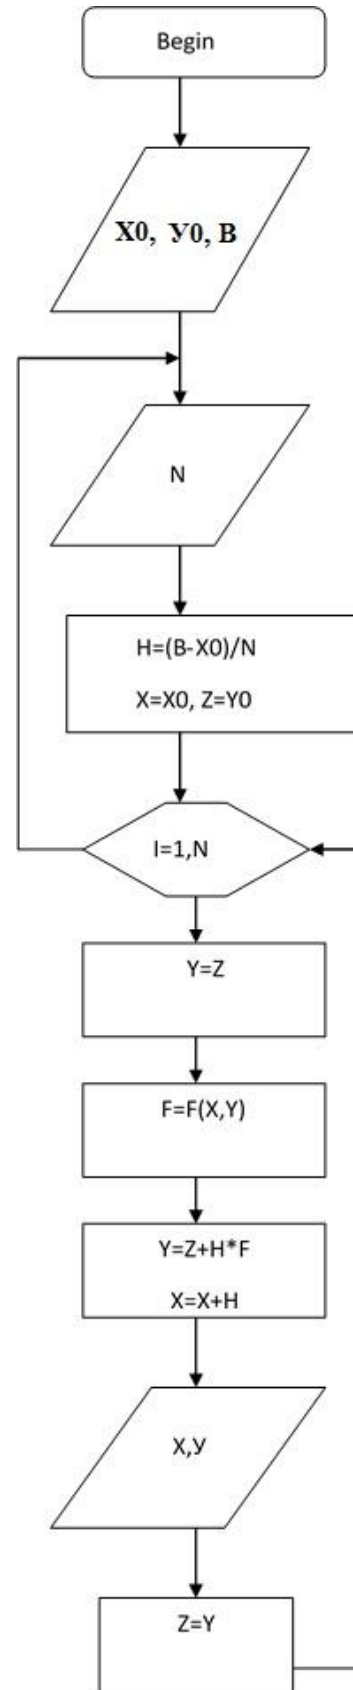 Begin
X0, У0, B
N
H=(B-X0)/N
X=X0, Z=Y0
I=1,N
Y=Z
F=F(X,Y)
Y=Z+H*F
X=X+H
X,У
Z=Y